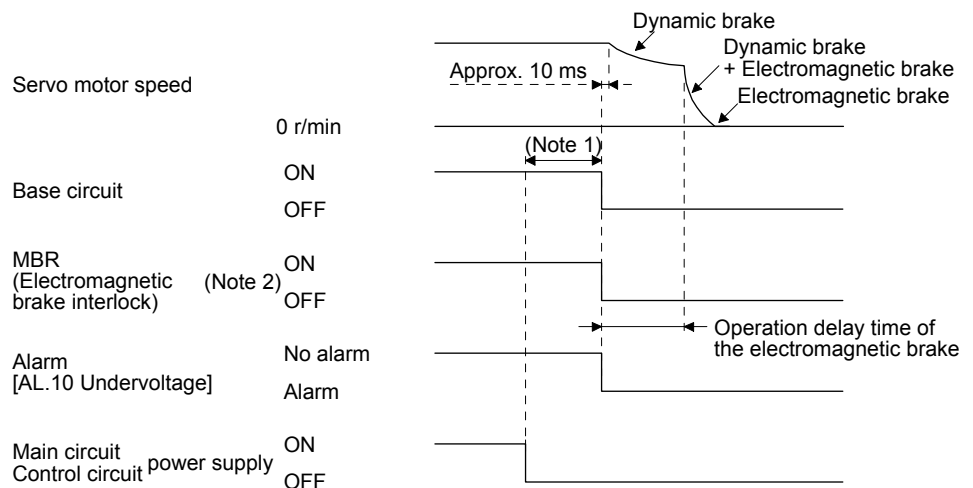 Dynamic brake
Dynamic brake
+ Electromagnetic brake
Electromagnetic brake
Approx. 10 ms
Servo motor speed
0 r/min
(Note 1)
Base circuit
ON
OFF
MBR
(Electromagnetic
brake interlock)
(Note 2)
ON
OFF
Operation delay time of
the electromagnetic brake
Alarm
[AL.10 Undervoltage]
No alarm
Alarm
Main circuit
Control circuit
power supply
ON
OFF